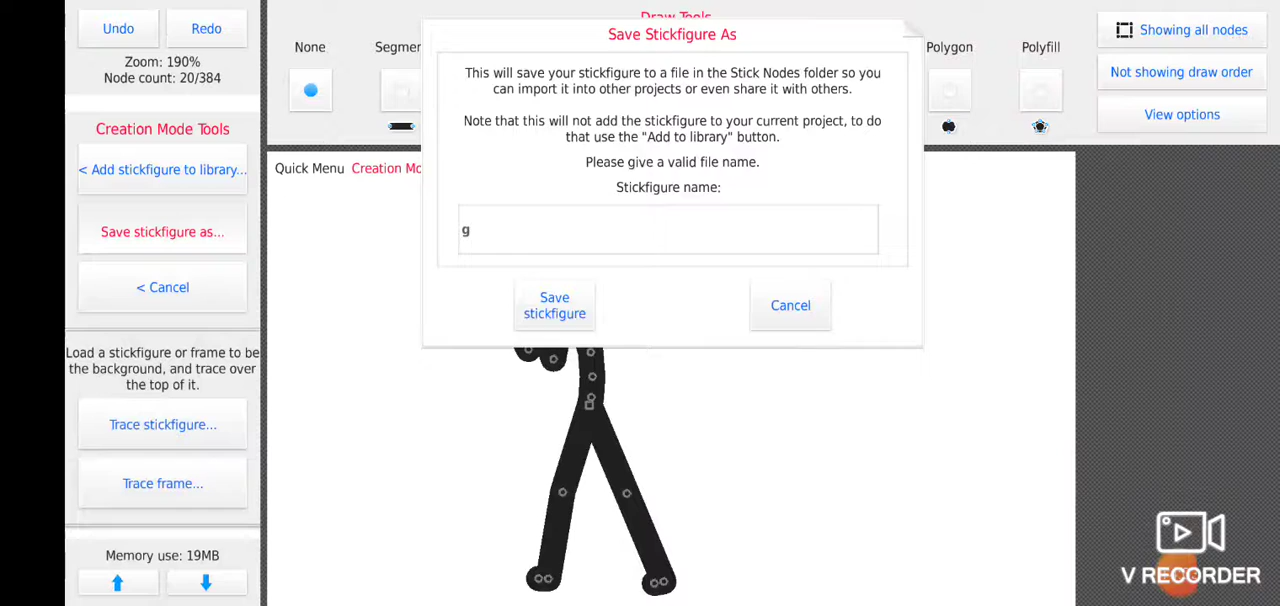 Undo
Redo
Zoom: 190%
Node count: 20/384
Creation Mode Tools
< Add stickfigure to library...
Save stickfigure as...
< Cancel
Load a stickfigure or frame to be
the background, and trace over
the top of it.
Trace stickfigure...
Trace frame...
Memory use: 19MB
Draw Tools
None
Segmen
Polygon
Polyfill
Quick Menu
Creation Mo
Save Stickfigure As
This will save your stickfigure to a file in the Stick Nodes folder so you
can import it into other projects or even share it with others.
Note that this will not add the stickfigure to your current project, to do
that use the "Add to library" button.
Please give a valid file name.
Stickfigure name:
g
Save
stickfigure
Cancel
Showing all nodes
Not showing draw order
View options
V RECORDER